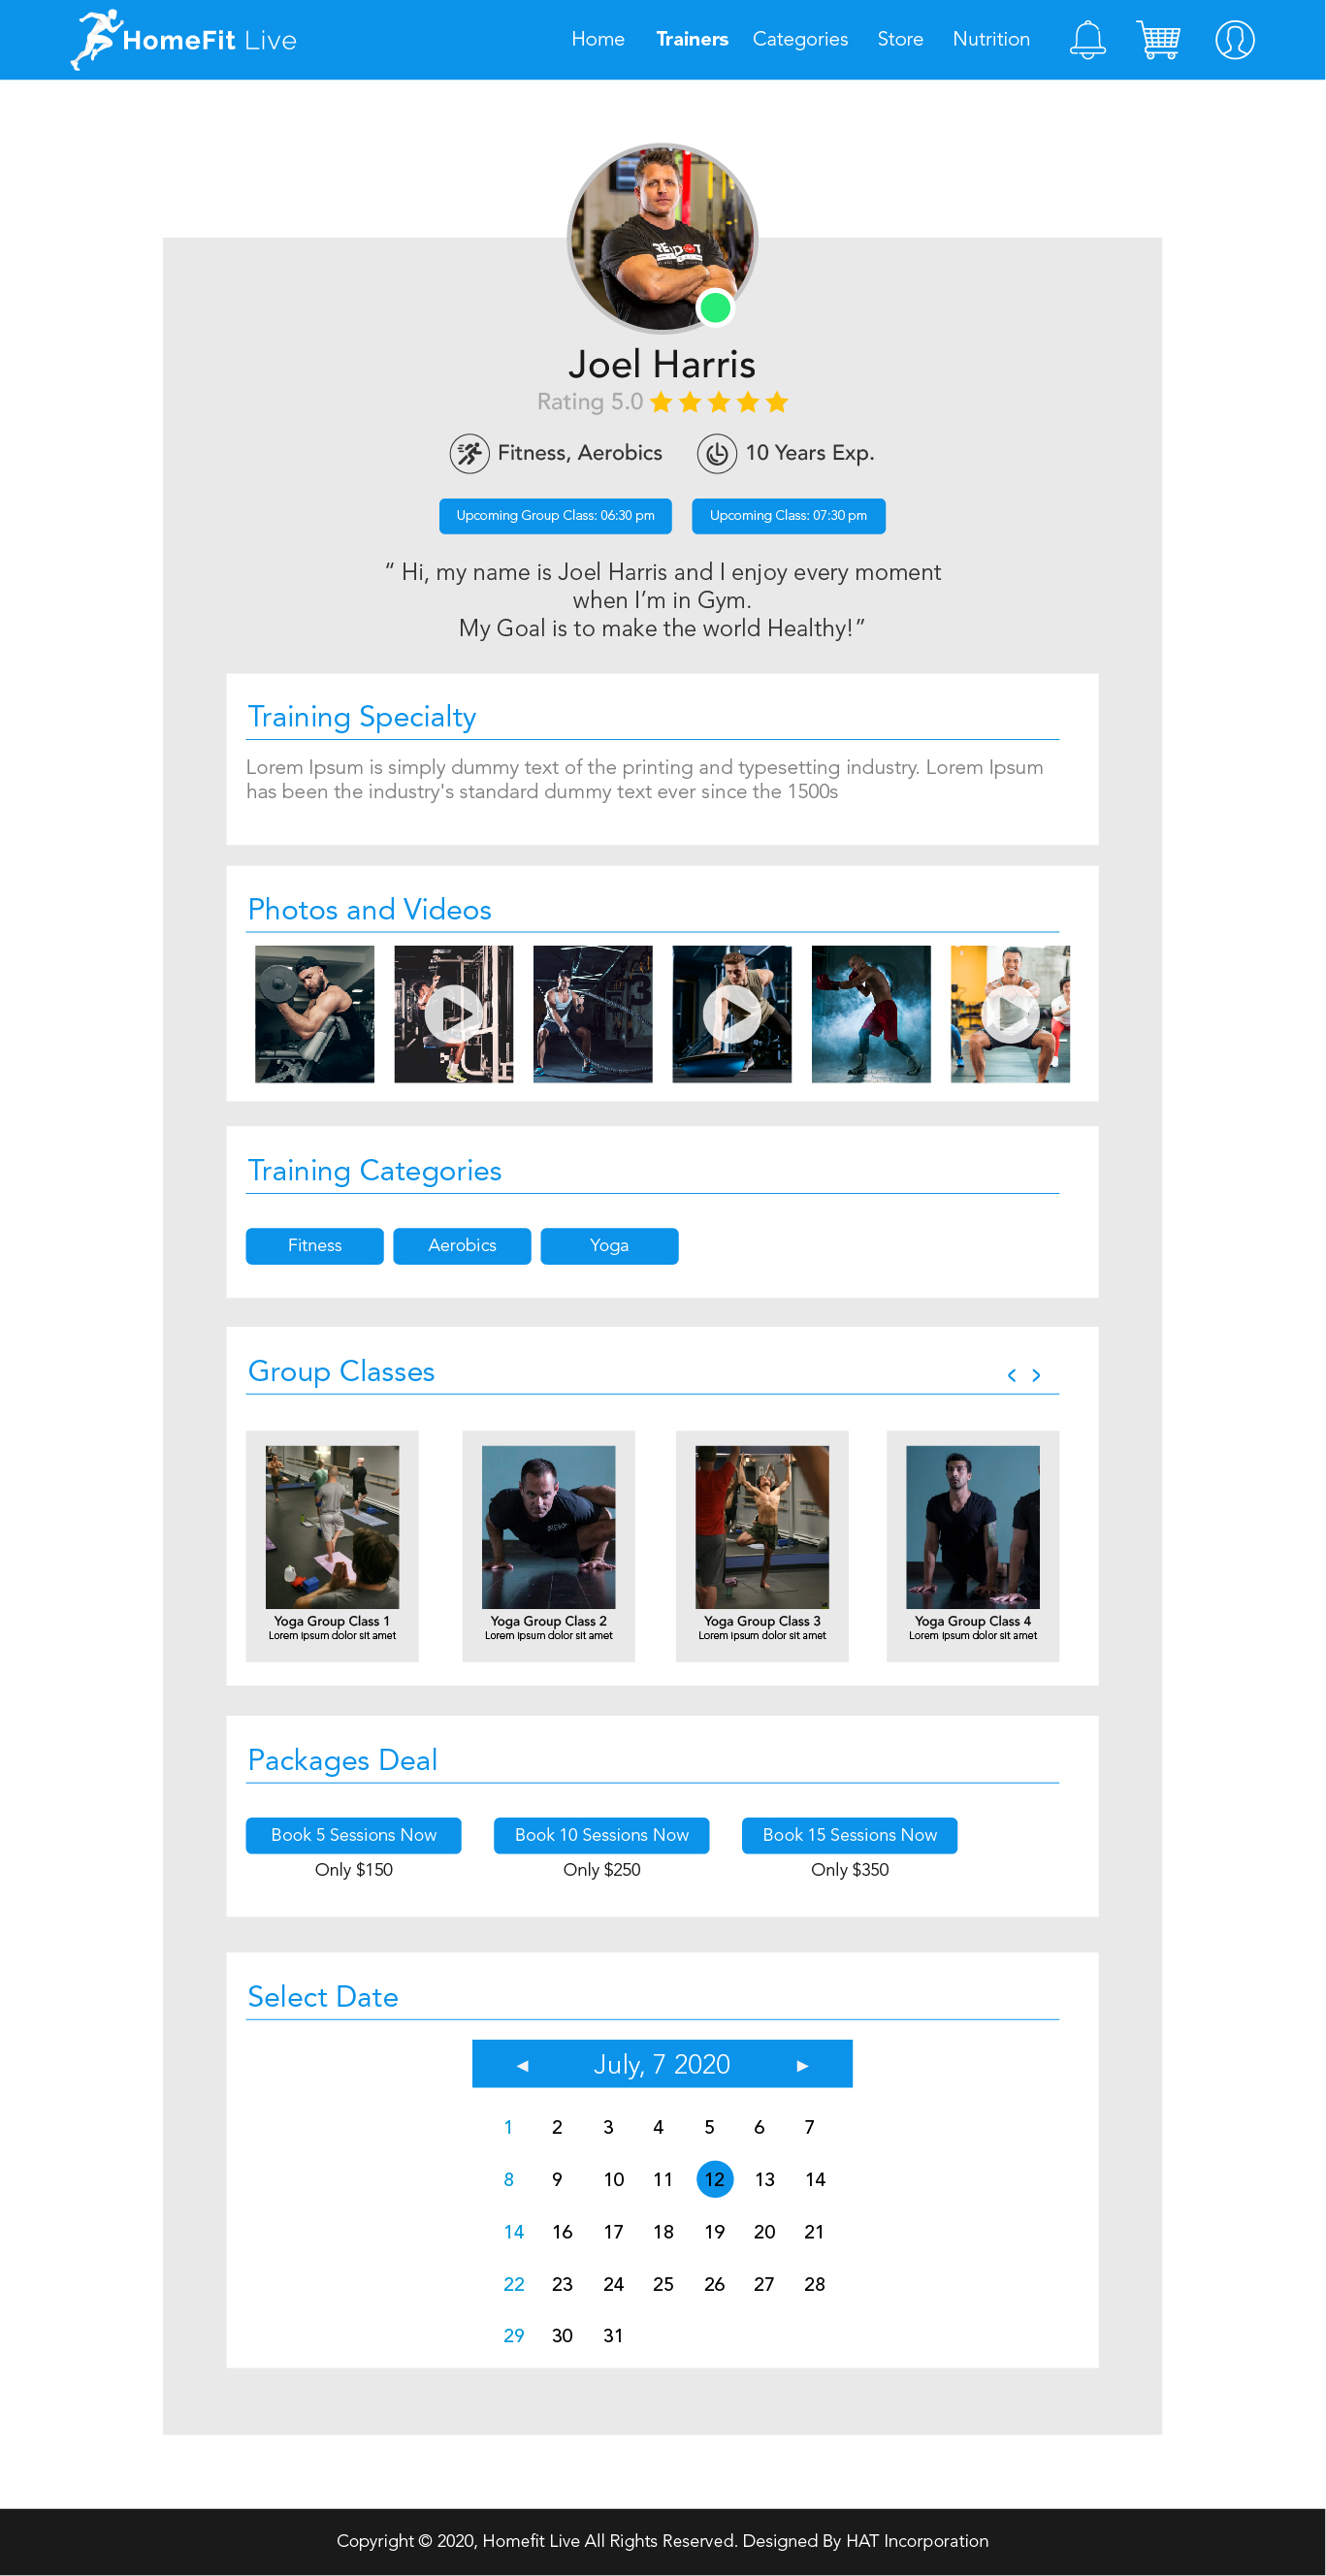 HomeFit Live
Home Trainers Categories Store Nutrition
Joel Harris
Rating 5.0
Fitness, Aerobics 10 Years Exp.
Upcoming Group Class: 06:30 pm Upcoming Class: 07:30 pm
“ Hi, my name is Joel Harris and I enjoy every moment
when I’m in Gym.
My Goal is to make the world Healthy!”
Training Specialty
Lorem Ipsum is simply dummy text of the printing and typesetting industry. Lorem Ipsum
has been the industry's standard dummy text ever since the 1500s
Photos and Videos
Training Categories
Fitness Aerobics Yoga
Group Classes
Yoga Group Class 1
Lorem ipsum dolor sit amet
Yoga Group Class 2
Lorem ipsum dolor sit amet
Yoga Group Class 3
Lorem ipsum dolor sit amet
Yoga Group Class 4
Lorem ipsum dolor sit amet
Packages Deal
Book 5 Sessions Now Book 10 Sessions Now Book 15 Sessions Now
Only $150 Only $250 Only $350
Select Date
July, 7 2020
1 2 3 4 5 6 7
8 9 10 11 12 13 14
14 16 17 18 19 20 21
22 23 24 25 26 27 28
29 30 31
Copyright © 2020, Homefit Live All Rights Reserved. Designed By HAT Incorporation